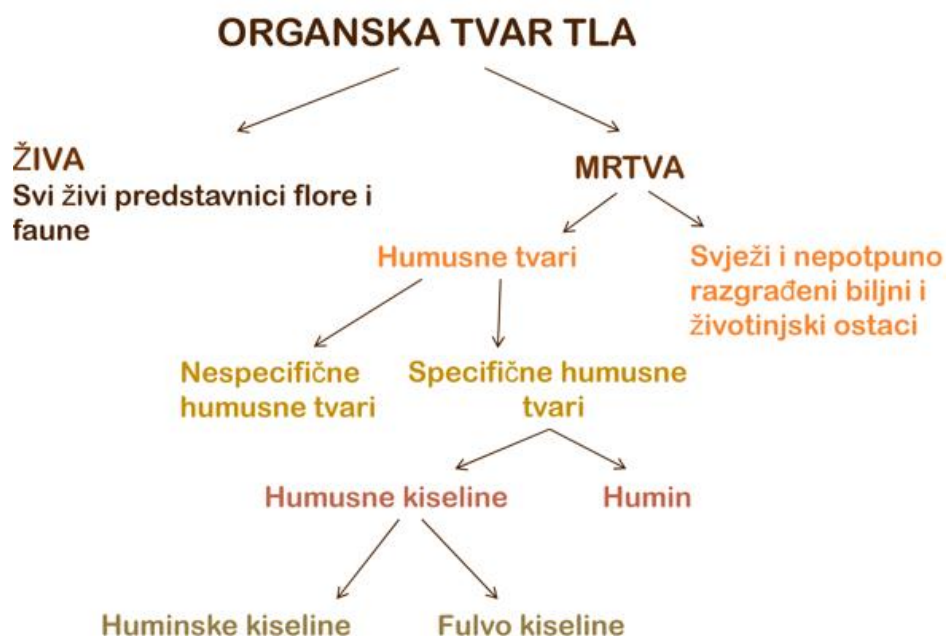 ORGANSKA TVAR TLA
ŽIVA
Svi živi predstavnici flore i
faune
MRTVA
Humusne tvari
Svježi i nepotpuno
razgrađeni biljni i
životinjski ostaci
Nespecifične
humusne tvari
Specifične humusne
tvari
Humusne kiseline
Humin
Huminske kiseline
Fulvo kiseline